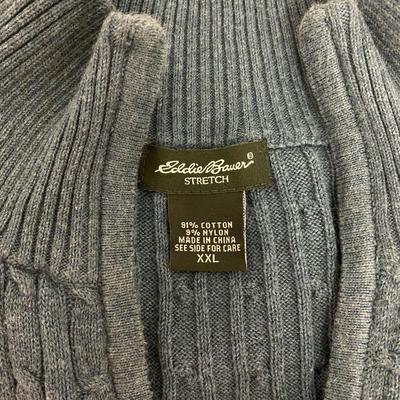 Eddie Bauer®
STRETCH
91% COTTON
9% NYLON
MADE IN CHINA
SEE SIDE FOR CARE
XXL